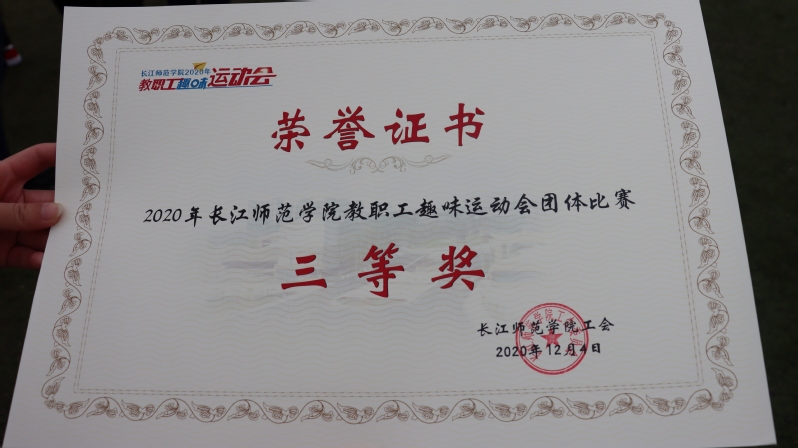 长江师范学院2020年
教职工趣味运动会
荣誉证书
2020年长江师范学院教职工趣味运动会团体比赛
三等奖
长江师范学院工会
2020年12月4日